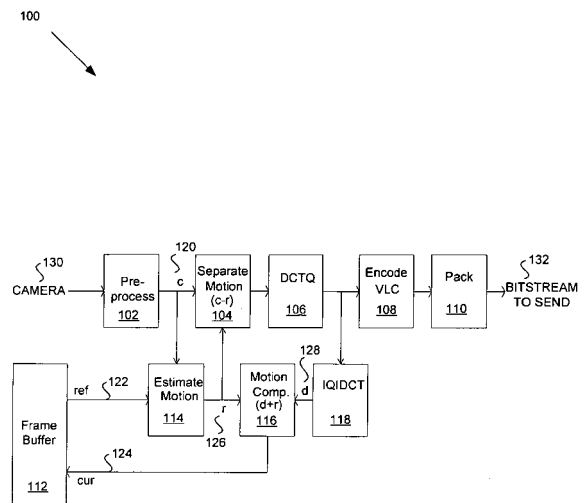 100
130
CAMERA
Pre-
process
102
120
c
Separate
Motion
(c-r)
104
DCTQ
106
Encode
VLC
108
Pack
110
132
BITSTREAM
TO SEND
Frame
Buffer
112
ref
122
Estimate
Motion
114
r
126
Motion
Comp.
(d+r)
116
128
d
IQIDCT
118
124
cur